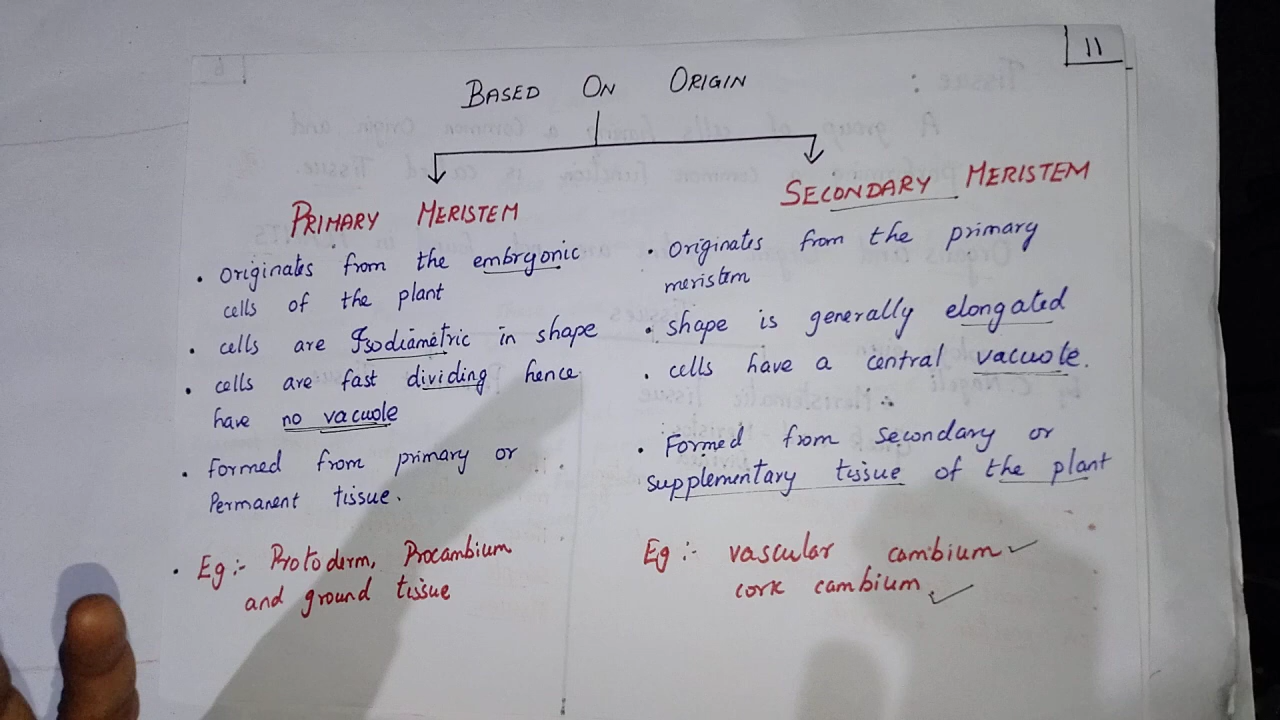 11
BASED ON ORIGIN
PRIMARY MERISTEM
• originates from the embryonic
cells of the plant
• cells are Isodiametric in shape
• cells are fast dividing hence
have no vacuole
• formed from primary or
Permanent tissue.
• Eg:- Protoderm, Procambium
and ground tissue
SECONDARY MERISTEM
• originates from the primary
meristem
• shape is generally elongated
• cells have a central vacuole.
• Formed from secondary or
supplementary tissue of the plant
Eg:- vascular cambium
cork cambium